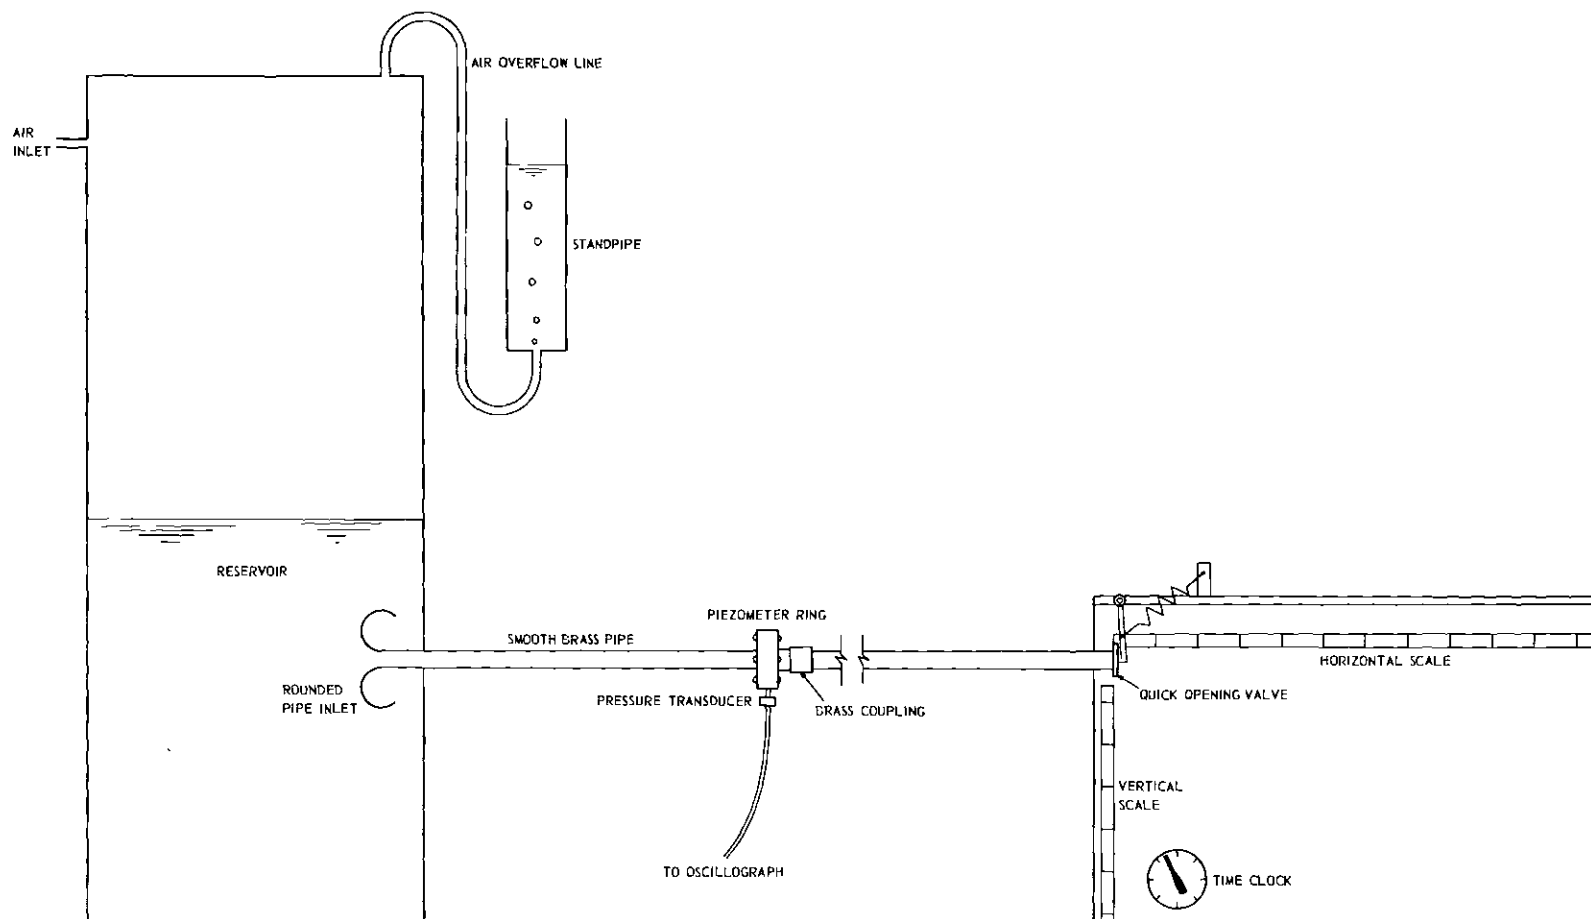 AIR OVERFLOW LINE
AIR
INLET
STANDPIPE
RESERVOIR
PIEZOMETER RING
SMOOTH BRASS PIPE
HORIZONTAL SCALE
ROUNDED
PIPE INLET
PRESSURE TRANSDUCER
BRASS COUPLING
QUICK OPENING VALVE
VERTICAL
SCALE
TO OSCILLOGRAPH
TIME CLOCK